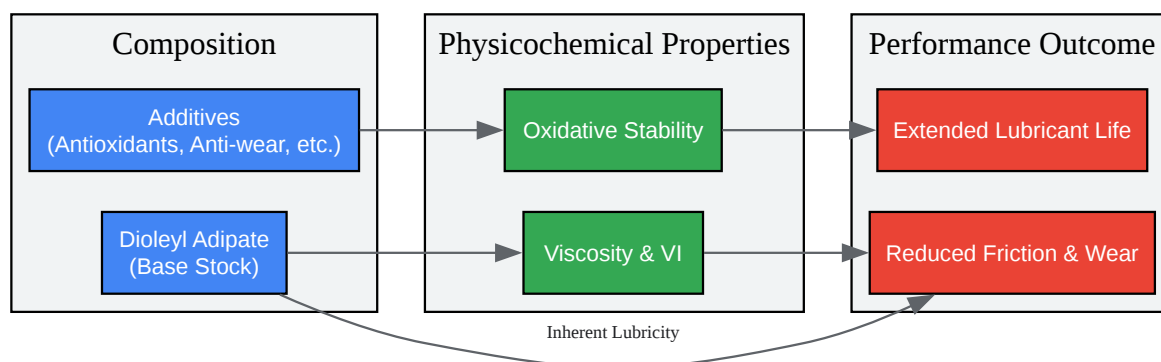 Composition
Additives
(Antioxidants, Anti-wear, etc.)
Dioleyl Adipate
(Base Stock)
Physicochemical Properties
Oxidative Stability
Viscosity & VI
Performance Outcome
Extended Lubricant Life
Reduced Friction & Wear
Inherent Lubricity